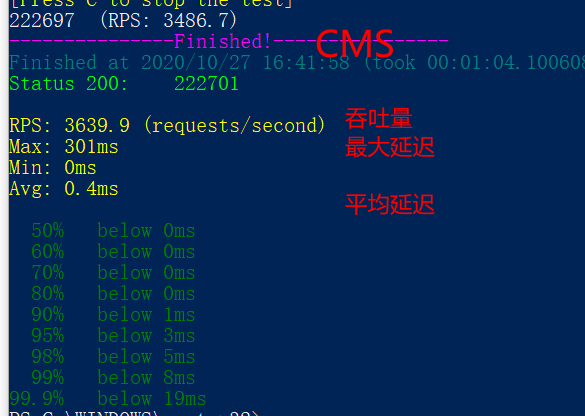 [Press C to stop the test]
222697  (RPS: 3486.7)
---------------Finished!----------------
CMS
Finished at 2020/10/27 16:41:58 (took 00:01:04.100608
Status 200:    222701
RPS: 3639.9 (requests/second) 吞吐量
Max: 301ms 最大延迟
Min: 0ms
Avg: 0.4ms 平均延迟
50%   below 0ms
60%   below 0ms
70%   below 0ms
80%   below 0ms
90%   below 1ms
95%   below 3ms
98%   below 5ms
99%   below 8ms
99.9%   below 19ms